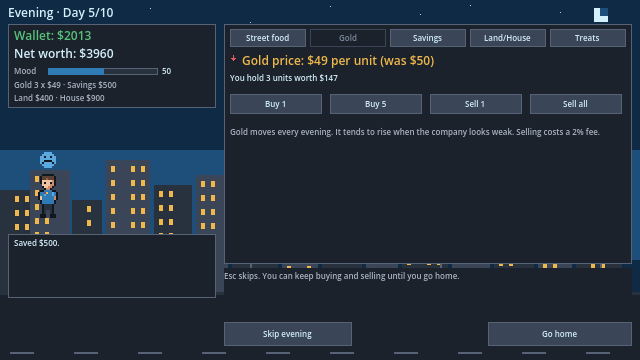 Evening · Day 5/10
Wallet: $2013
Net worth: $3960
Mood 50
Gold 3 x $49 · Savings $500
Land $400 · House $900
Saved $500.
Street food Gold Savings Land/House Treats
Gold price: $49 per unit (was $50)
You hold 3 units worth $147
Buy 1 Buy 5 Sell 1 Sell all
Gold moves every evening. It tends to rise when the company looks weak. Selling costs a 2% fee.
Esc skips. You can keep buying and selling until you go home.
Skip evening Go home